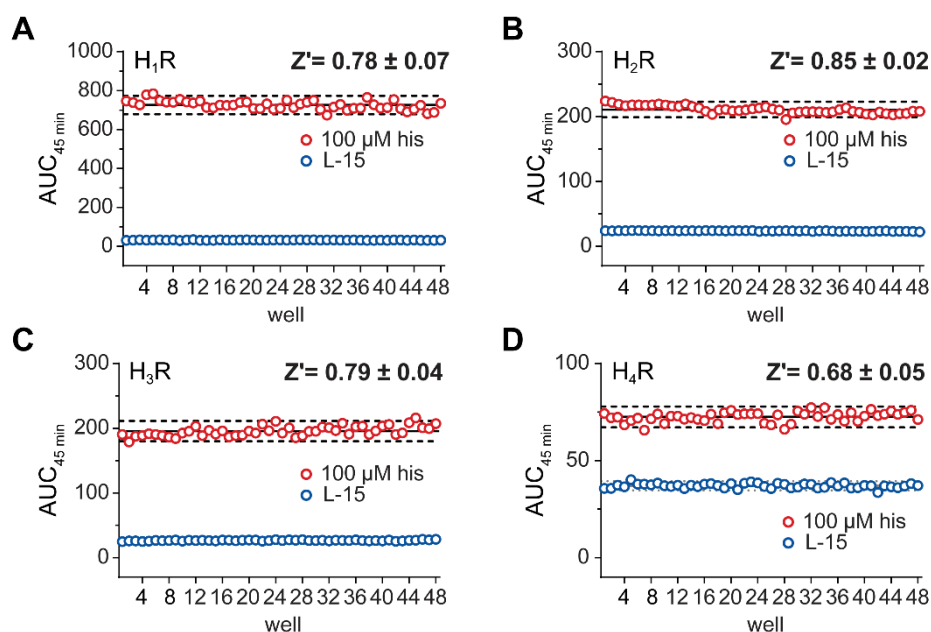 A
H₁R
Z'= 0.78 ± 0.07
1000
800
600
400
200
0
AUC₄₅ ₘᵢₙ
100 µM his
L-15
4 8 12 16 20 24 28 32 36 40 44 48
well
B
H₂R
Z'= 0.85 ± 0.02
300
200
100
0
AUC₄₅ ₘᵢₙ
100 µM his
L-15
4 8 12 16 20 24 28 32 36 40 44 48
well
C
H₃R
Z'= 0.79 ± 0.04
300
200
100
0
AUC₄₅ ₘᵢₙ
100 µM his
L-15
4 8 12 16 20 24 28 32 36 40 44 48
well
D
H₄R
Z'= 0.68 ± 0.05
100
50
0
AUC₄₅ ₘᵢₙ
100 µM his
L-15
4 8 12 16 20 24 28 32 36 40 44 48
well